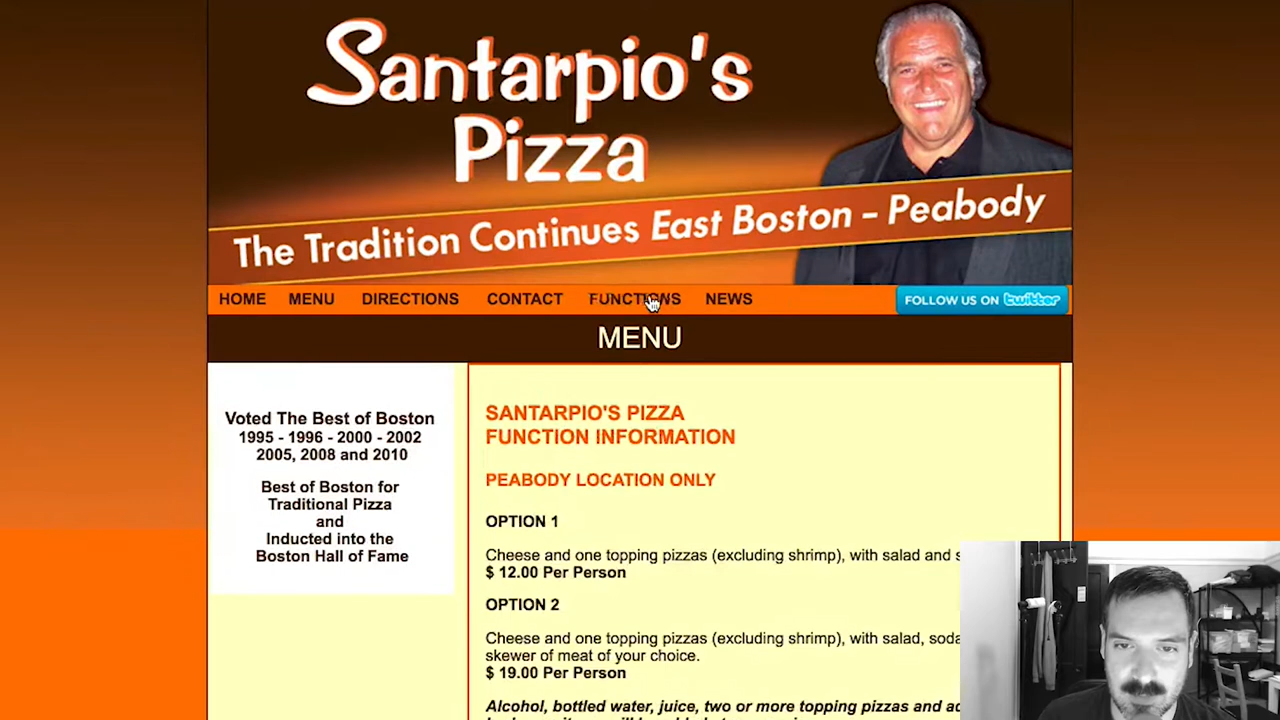 Santarpio's
Pizza
The Tradition Continues East Boston - Peabody
HOME MENU DIRECTIONS CONTACT FUNCTIONS NEWS FOLLOW US ON twitter
MENU
Voted The Best of Boston
1995 - 1996 - 2000 - 2002
2005, 2008 and 2010
Best of Boston for
Traditional Pizza
and
Inducted into the
Boston Hall of Fame
SANTARPIO'S PIZZA
FUNCTION INFORMATION
PEABODY LOCATION ONLY
OPTION 1
Cheese and one topping pizzas (excluding shrimp), with salad and
$ 12.00 Per Person
OPTION 2
Cheese and one topping pizzas (excluding shrimp), with salad, soda
skewer of meat of your choice.
$ 19.00 Per Person
Alcohol, bottled water, juice, two or more topping pizzas and